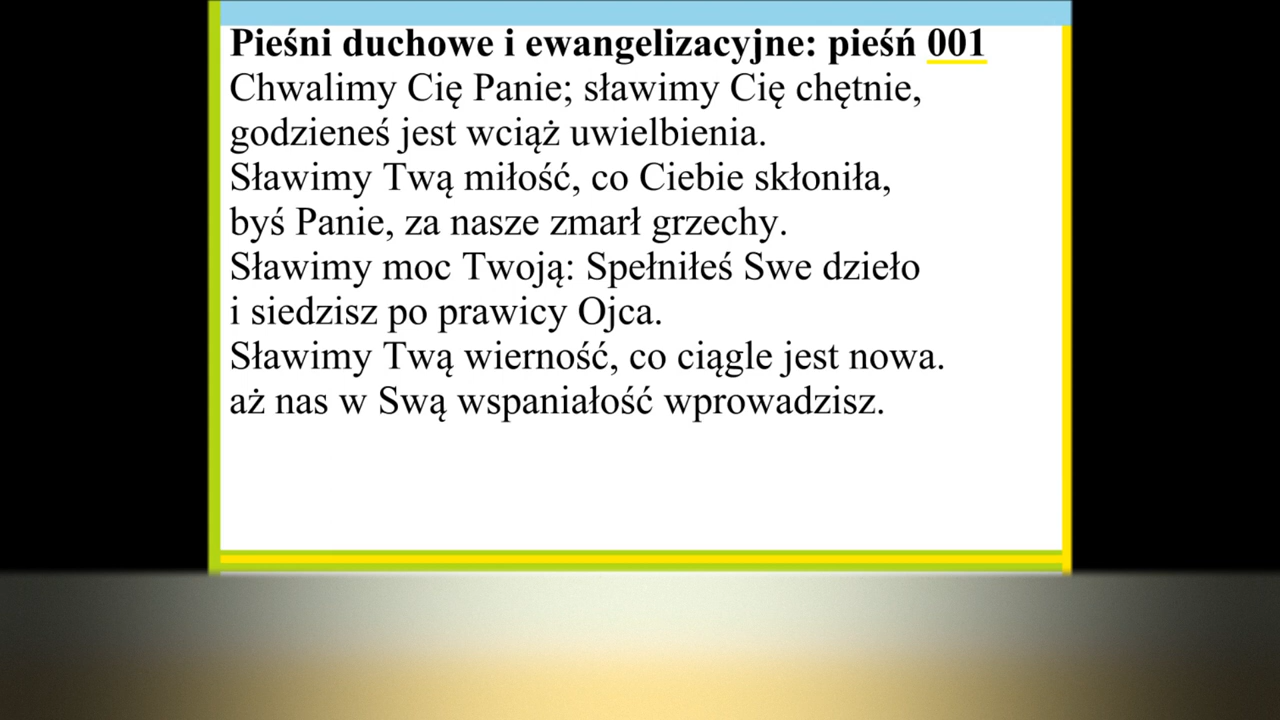 Pieśni duchowe i ewangelizacyjne: pieśń 001
Chwalimy Cię Panie; sławimy Cię chętnie,
godzieneś jest wciąż uwielbienia.
Sławimy Twą miłość, co Ciebie skłoniła,
byś Panie, za nasze zmarł grzechy.
Sławimy moc Twoją: Spełniłeś Swe dzieło
i siedzisz po prawicy Ojca.
Sławimy Twą wierność, co ciągle jest nowa.
aż nas w Swą wspaniałość wprowadzisz.